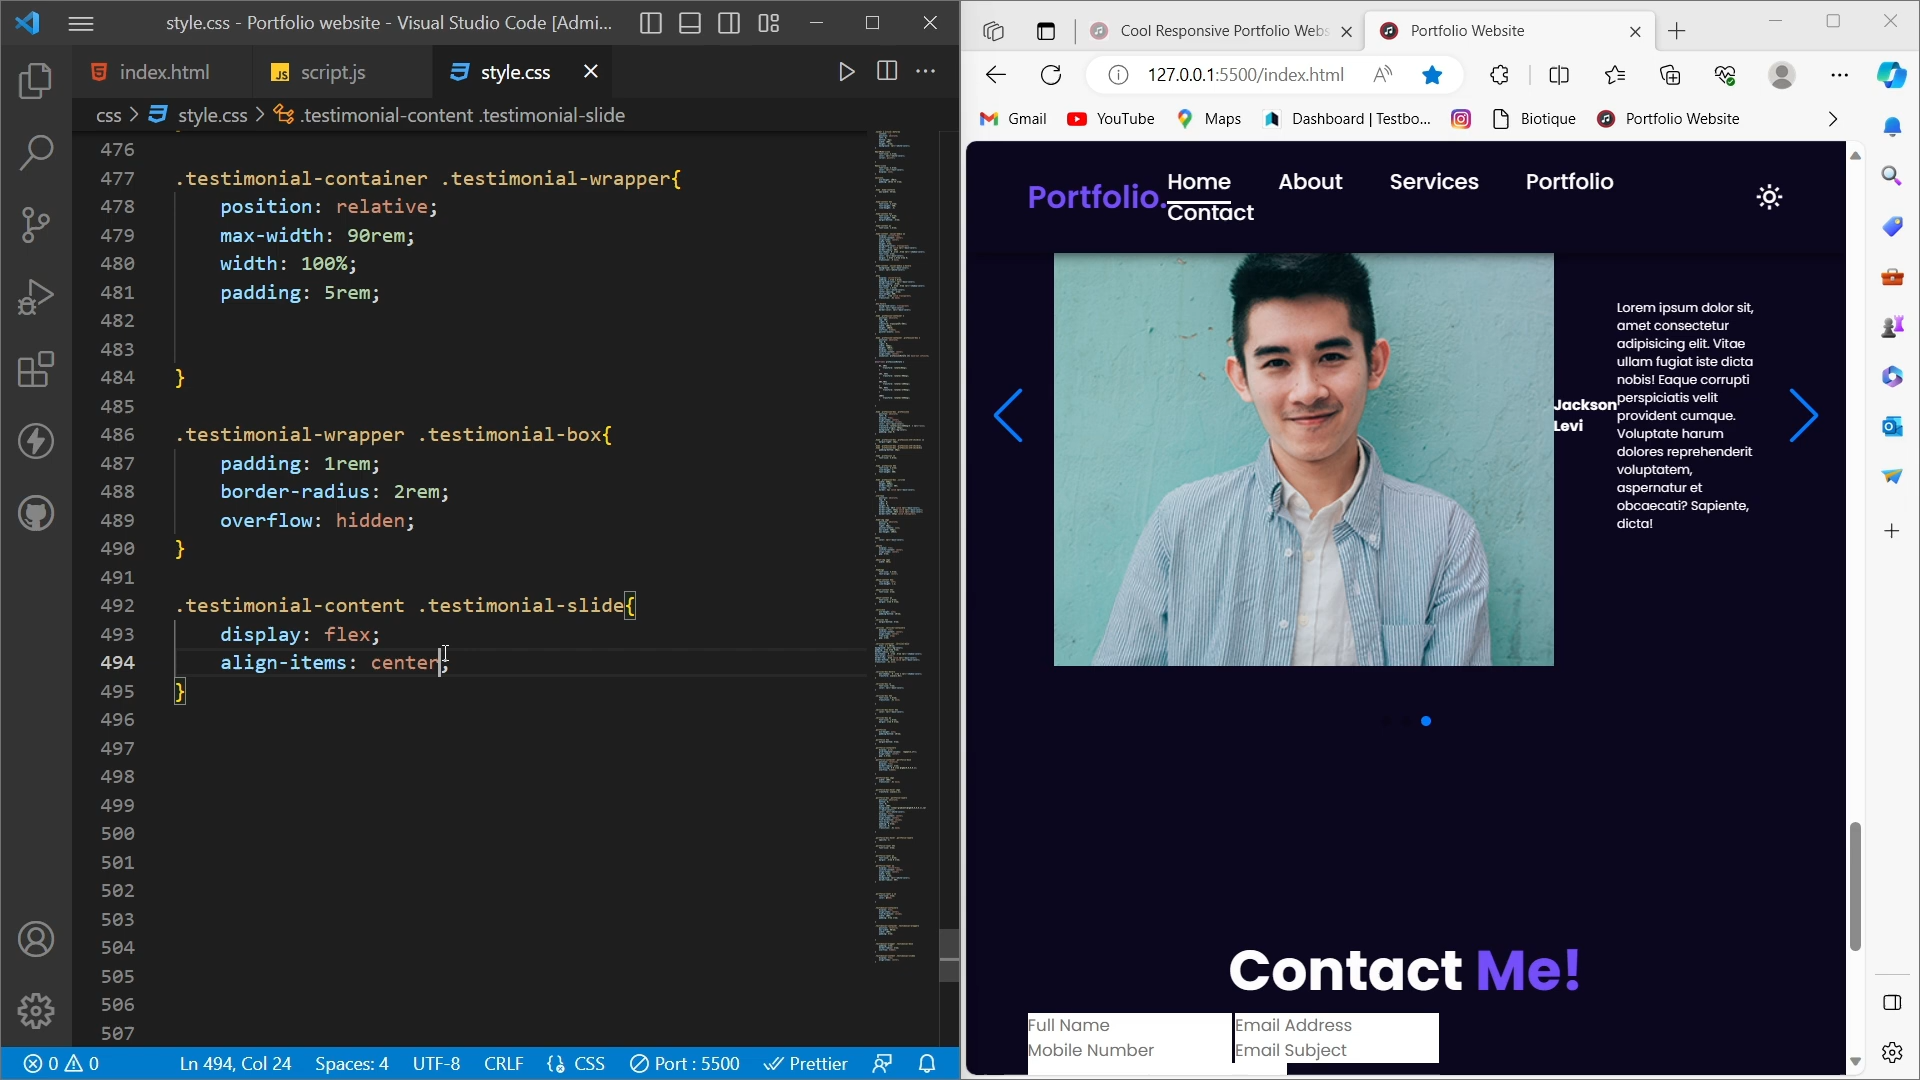 style.css - Portfolio website - Visual Studio Code [Admi...
index.html
script.js
style.css
css > style.css > .testimonial-content .testimonial-slide
476
477 .testimonial-container .testimonial-wrapper{
478 position: relative;
479 max-width: 90rem;
480 width: 100%;
481 padding: 5rem;
482
483
484 }
485
486 .testimonial-wrapper .testimonial-box{
487 padding: 1rem;
488 border-radius: 2rem;
489 overflow: hidden;
490 }
491
492 .testimonial-content .testimonial-slide{
493 display: flex;
494 align-items: center;
495 }
496
497
498
499
500
501
502
503
504
505
506
507
0 0
Ln 494, Col 24
Spaces: 4
UTF-8
CRLF
{} CSS
Port : 5500
Prettier
Cool Responsive Portfolio Webs
Portfolio Website
127.0.0.1:5500/index.html
Gmail
YouTube
Maps
Dashboard | Testbo...
Biotique
Portfolio Website
Portfolio.
Home
About
Services
Portfolio
Contact
Jackson
Levi
Lorem ipsum dolor sit,
amet consectetur
adipisicing elit. Vitae
ullam fugiat iste dicta
nobis! Eaque corrupti
perspiciatis velit
provident cumque.
Voluptate harum
dolores reprehenderit
voluptatem,
aspernatur et
obcaecati? Sapiente,
dicta!
Contact Me!
Full Name
Email Address
Mobile Number
Email Subject